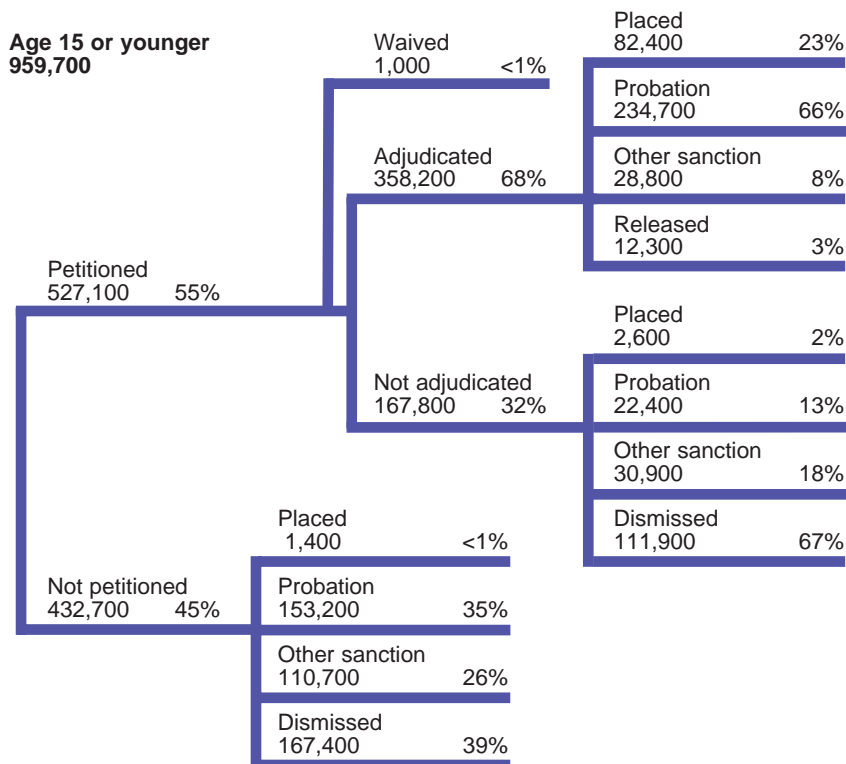 Age 15 or younger
959,700
Waived
1,000 <1%
Placed
82,400 23%
Probation
234,700 66%
Adjudicated
358,200 68%
Other sanction
28,800 8%
Released
12,300 3%
Petitioned
527,100 55%
Placed
2,600 2%
Not adjudicated
167,800 32%
Probation
22,400 13%
Other sanction
30,900 18%
Dismissed
111,900 67%
Placed
1,400 <1%
Not petitioned
432,700 45%
Probation
153,200 35%
Other sanction
110,700 26%
Dismissed
167,400 39%